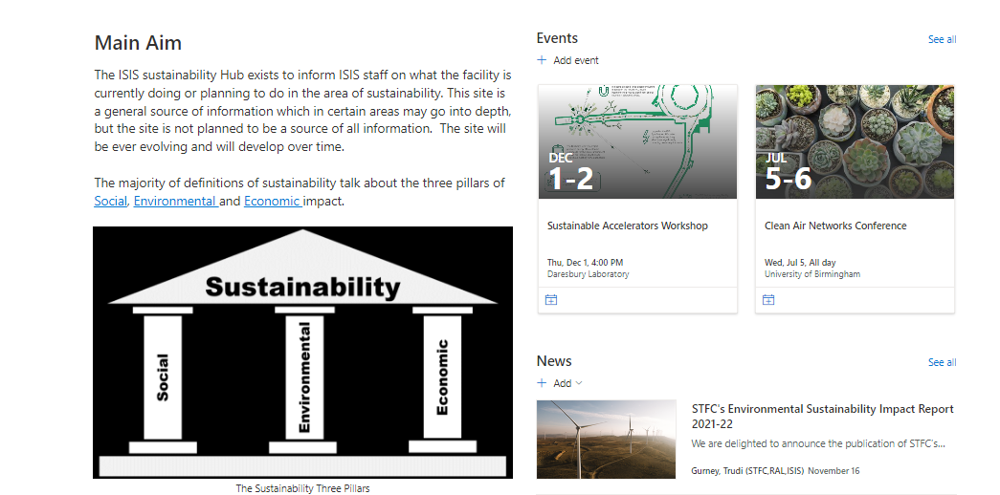 Main Aim
The ISIS sustainability Hub exists to inform ISIS staff on what the facility is
currently doing or planning to do in the area of sustainability. This site is
a general source of information which in certain areas may go into depth,
but the site is not planned to be a source of all information.  The site will
be ever evolving and will develop over time.
The majority of definitions of sustainability talk about the three pillars of
Social, Environmental and Economic impact.
Sustainability
Social
Environmental
Economic
The Sustainability Three Pillars
Events
See all
+ Add event
DEC
1-2
Sustainable Accelerators Workshop
Thu, Dec 1, 4:00 PM
Daresbury Laboratory
JUL
5-6
Clean Air Networks Conference
Wed, Jul 5, All day
University of Birmingham
News
See all
+ Add
STFC's Environmental Sustainability Impact Report
2021-22
We are delighted to announce the publication of STFC's...
Gurney, Trudi (STFC,RAL,ISIS) November 16